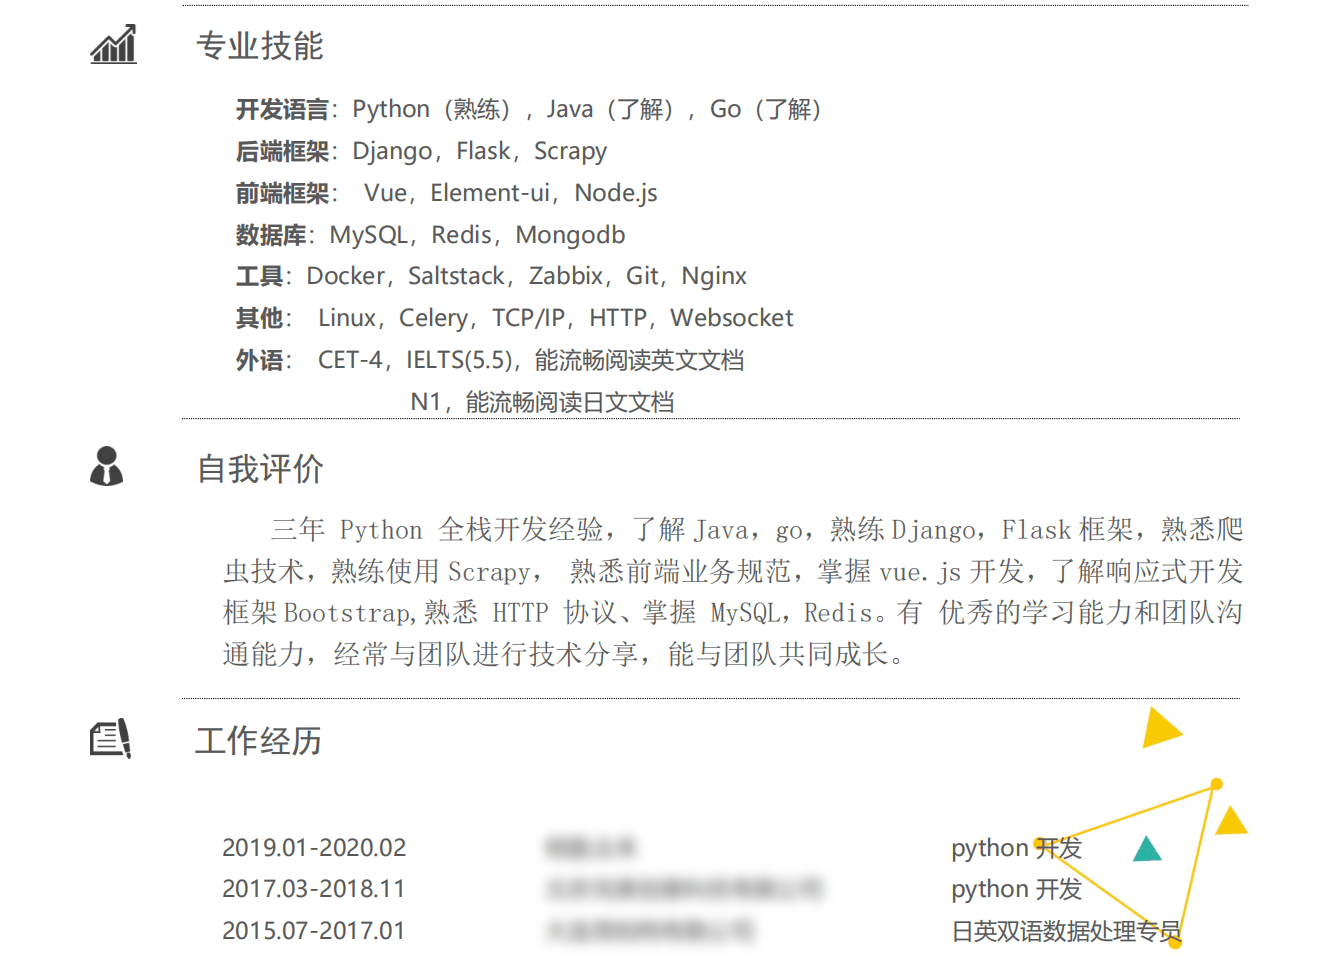 专业技能
开发语言：Python（熟练），Java（了解），Go（了解）
后端框架：Django，Flask，Scrapy
前端框架： Vue，Element-ui，Node.js
数据库：MySQL，Redis，Mongodb
工具：Docker，Saltstack，Zabbix，Git，Nginx
其他： Linux，Celery，TCP/IP，HTTP，Websocket
外语： CET-4，IELTS(5.5)，能流畅阅读英文文档
N1，能流畅阅读日文文档
自我评价
三年 Python 全栈开发经验，了解 Java，go，熟练 Django，Flask 框架，熟悉爬
虫技术，熟练使用 Scrapy， 熟悉前端业务规范，掌握 vue.js 开发，了解响应式开发
框架 Bootstrap,熟悉 HTTP 协议、掌握 MySQL，Redis。有 优秀的学习能力和团队沟
通能力，经常与团队进行技术分享，能与团队共同成长。
工作经历
2019.01-2020.02 python 开发
2017.03-2018.11 python 开发
2015.07-2017.01 日英双语数据处理专员